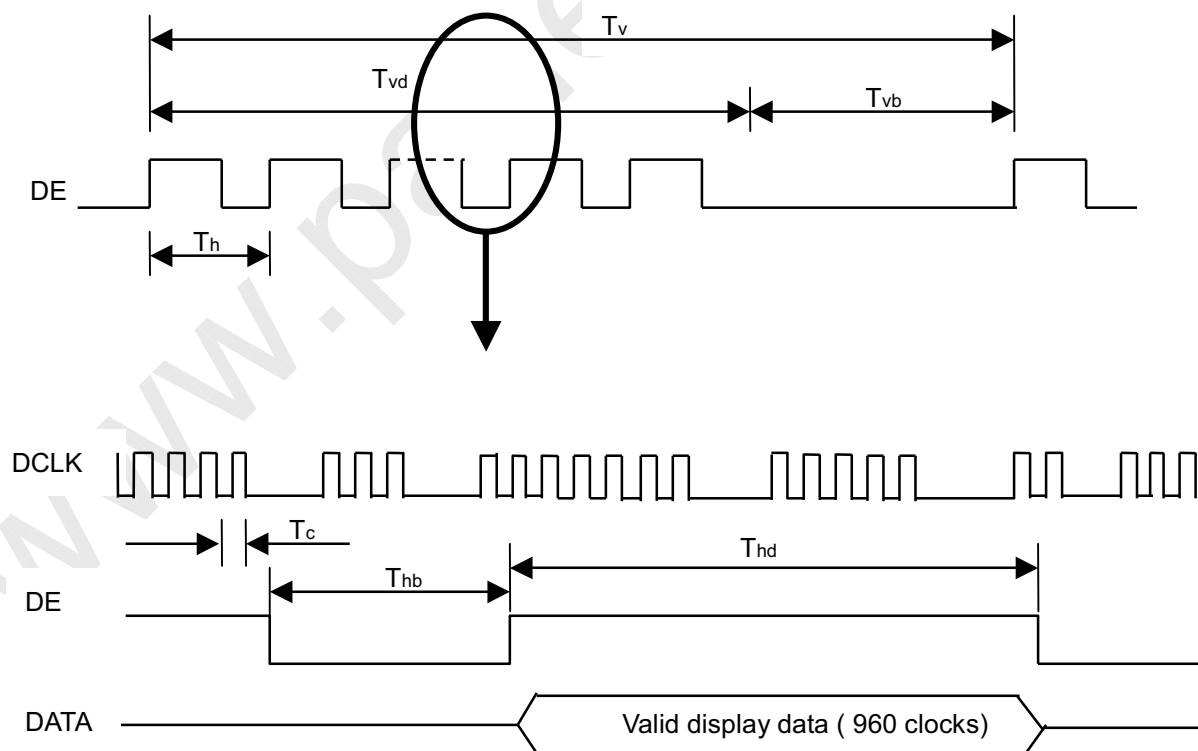 Tv
Tvd
Tvb
DE
Th
DCLK
Tc
Thd
Thb
DE
DATA
Valid display data ( 960 clocks)